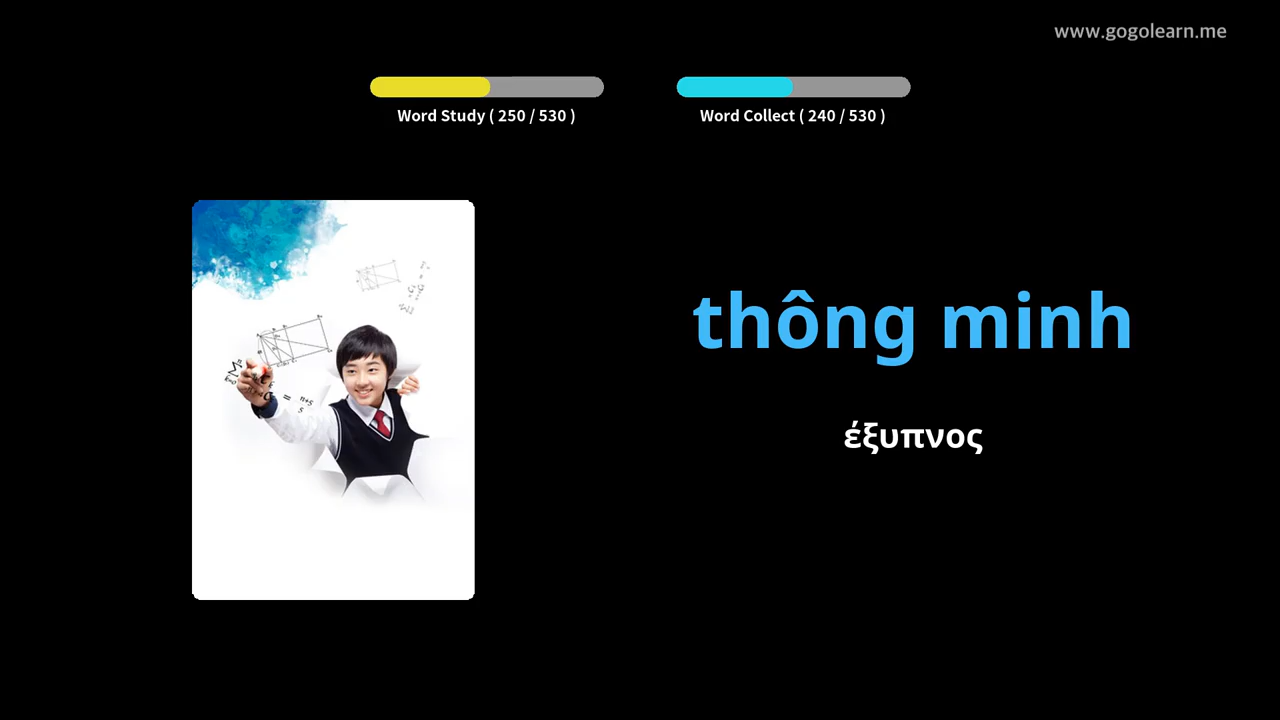 www.gogolearn.me
Word Study ( 250 / 530 )
Word Collect ( 240 / 530 )
thông minh
έξυπνος